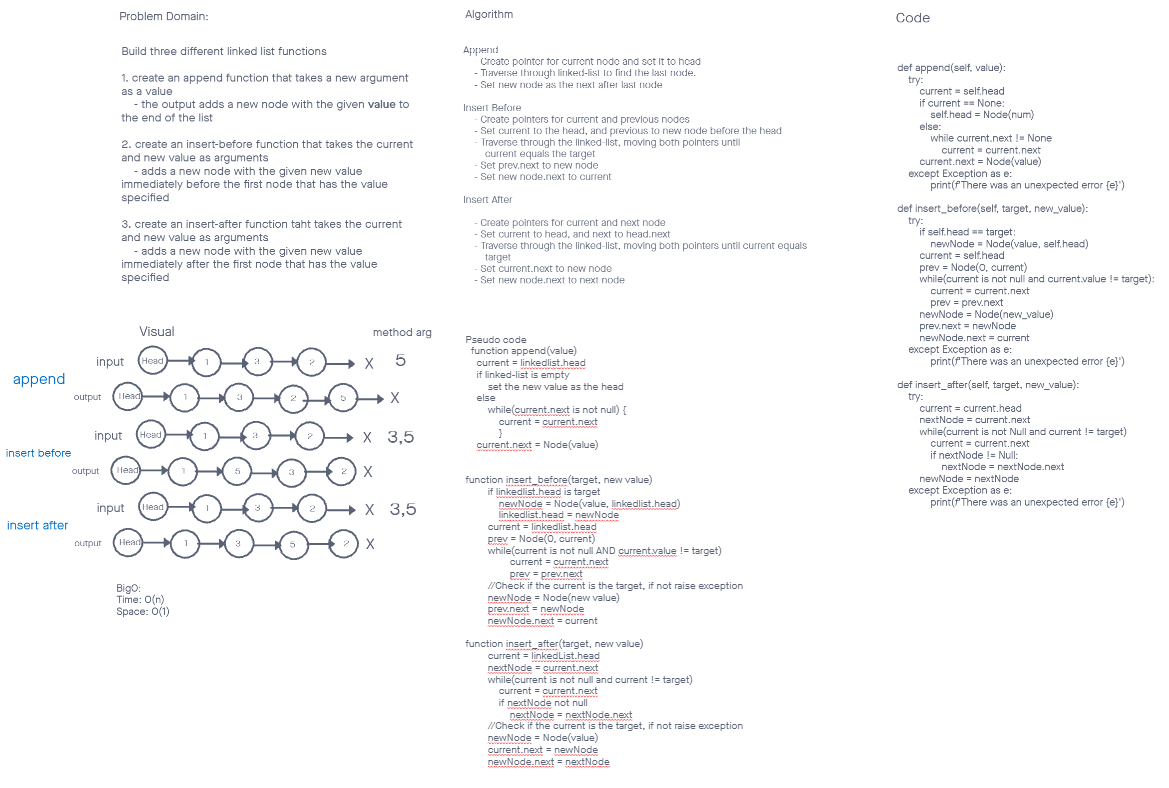 Problem Domain:
Build three different linked list functions
1. create an append function that takes a new argument
as a value
- the output adds a new node with the given value to
the end of the list
2. create an insert-before function that takes the current
and new value as arguments
- adds a new node with the given new value
immediately before the first node that has the value
specified
3. create an insert-after function taht takes the current
and new value as arguments
- adds a new node with the given new value
immediately after the first node that has the value
specified
Visual
method arg
append
input Head 1 3 2 X 5
output Head 1 3 2 5 X
insert before
input Head 1 3 2 X 3,5
output Head 1 5 3 2 X
insert after
input Head 1 3 2 X 3,5
output Head 1 3 5 2 X
BigO:
Time: O(n)
Space: O(1)
Algorithm
Append
- Create pointer for current node and set it to head
- Traverse through linked-list to find the last node.
- Set new node as the next after last node
Insert Before
- Create pointers for current and previous nodes
- Set current to the head, and previous to new node before the head
- Traverse through the linked-list, moving both pointers until
current equals the target
- Set prev.next to new node
- Set new node.next to current
Insert After
- Create pointers for current and next node
- Set current to head, and next to head.next
- Traverse through the linked-list, moving both pointers until current equals
target
- Set current.next to new node
- Set new node.next to next node
Pseudo code
function append(value)
current = linkedlist.head
if linked-list is empty
set the new value as the head
else
while(current.next is not null) {
current = current.next
}
current.next = Node(value)
function insert_before(target, new value)
if linkedlist.head is target
newNode = Node(value, linkedlist.head)
linkedlist.head = newNode
current = linkedlist.head
prev = Node(0, current)
while(current is not null AND current.value != target)
current = current.next
prev = prev.next
//Check if the current is the target, if not raise exception
newNode = Node(new value)
prev.next = newNode
newNode.next = current
function insert_after(target, new value)
current = linkedList.head
nextNode = current.next
while(current is not null and current != target)
current = current.next
if nextNode not null
nextNode = nextNode.next
//Check if the current is the target, if not raise exception
newNode = Node(value)
current.next = newNode
newNode.next = nextNode
Code
def append(self, value):
try:
current = self.head
if current == None:
self.head = Node(num)
else:
while current.next != None
current = current.next
current.next = Node(value)
except Exception as e:
print(f'There was an unexpected error {e}')
def insert_before(self, target, new_value):
try:
if self.head == target:
newNode = Node(value, self.head)
current = self.head
prev = Node(0, current)
while(current is not null and current.value != target):
current = current.next
prev = prev.next
newNode = Node(new_value)
prev.next = newNode
newNode.next = current
except Exception as e:
print(f'There was an unexpected error {e}')
def insert_after(self, target, new_value):
try:
current = current.head
nextNode = current.next
while(current is not Null and current != target)
current = current.next
if nextNode != Null:
nextNode = nextNode.next
newNode = nextNode
except Exception as e:
print(f'There was an unexpected error {e}')